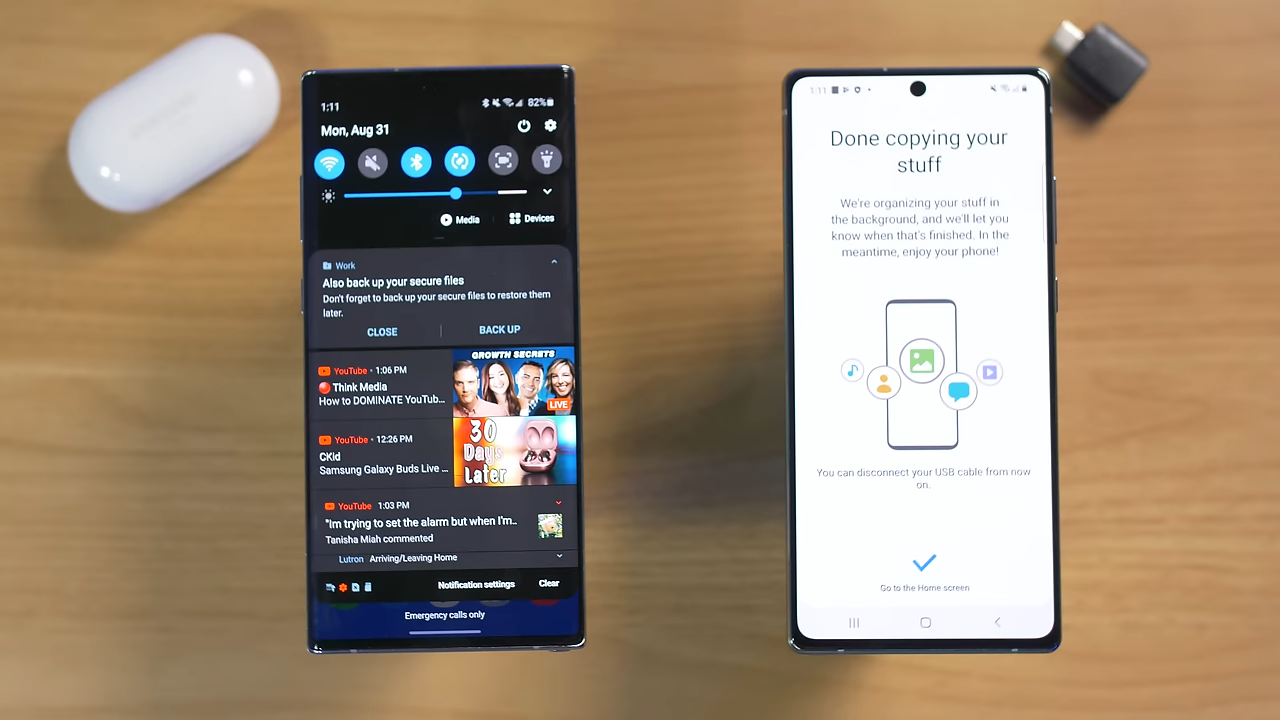 1:11
82%
Mon, Aug 31
Media
Devices
Work
Also back up your secure files
Don't forget to back up your secure files to restore them
later.
CLOSE
BACK UP
YouTube • 1:06 PM
Think Media
How to DOMINATE YouTub...
GROWTH SECRETS
LIVE
YouTube • 12:26 PM
CKid
Samsung Galaxy Buds Live ...
30
Days
Later
YouTube 1:03 PM
"Im trying to set the alarm but when I'm..
Tanisha Miah commented
Lutron Arriving/Leaving Home
Notification settings
Clear
Emergency calls only
1:11
Done copying your
stuff
We're organizing your stuff in
the background, and we'll let you
know when that's finished. In the
meantime, enjoy your phone!
You can disconnect your USB cable from now
on.
Go to the Home screen